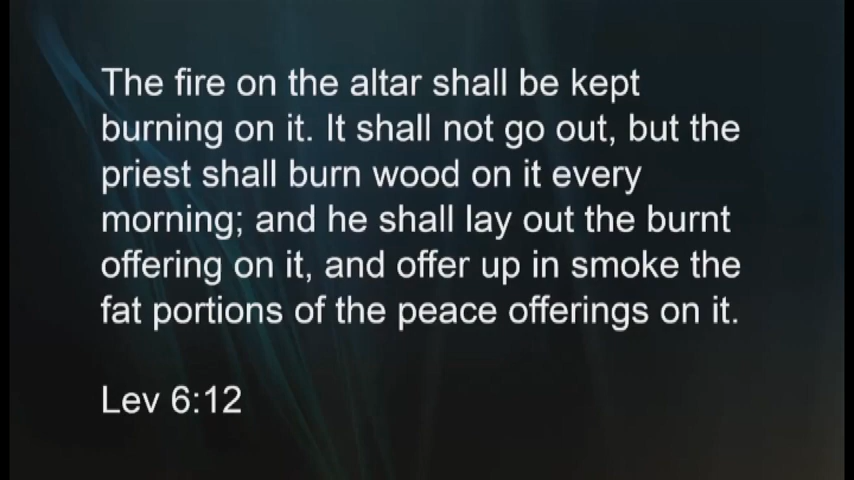 The fire on the altar shall be kept
burning on it. It shall not go out, but the
priest shall burn wood on it every
morning; and he shall lay out the burnt
offering on it, and offer up in smoke the
fat portions of the peace offerings on it.
Lev 6:12